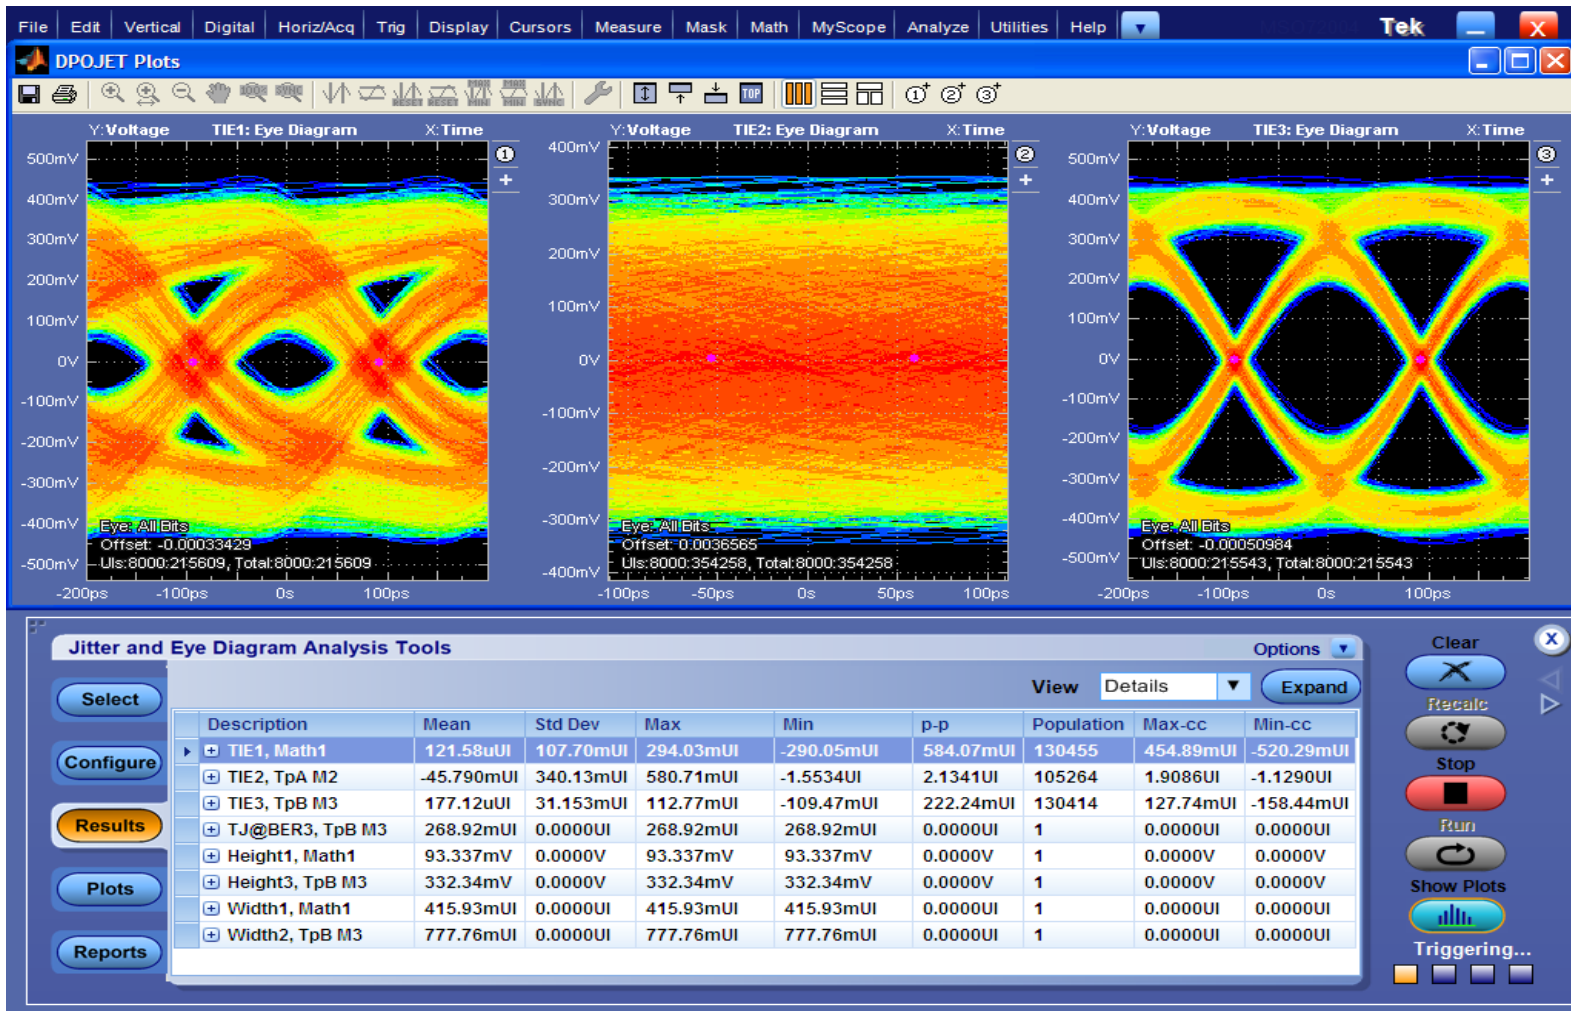 File Edit Vertical Digital Horiz/Acq Trig Display Cursors Measure Mask Math MyScope Analyze Utilities Help Tek
DPOJET Plots
Y:Voltage TIE1: Eye Diagram X:Time
500mV
400mV
300mV
200mV
100mV
0V
-100mV
-200mV
-300mV
-400mV
-500mV
Eye: All Bits
Offset: -0.00033429
UIs:8000:215609, Total:8000:215609
-200ps -100ps 0s 100ps
1
+
Y:Voltage TIE2: Eye Diagram X:Time
400mV
300mV
200mV
100mV
0V
-100mV
-200mV
-300mV
-400mV
Eye: All Bits
Offset: 0.0036565
UIs:8000:354258, Total:8000:354258
-100ps -50ps 0s 50ps 100ps
2
+
Y:Voltage TIE3: Eye Diagram X:Time
500mV
400mV
300mV
200mV
100mV
0V
-100mV
-200mV
-300mV
-400mV
-500mV
Eye: All Bits
Offset: -0.00050984
UIs:8000:215543, Total:8000:215543
-200ps -100ps 0s 100ps
3
+
Jitter and Eye Diagram Analysis Tools Options
View Details Expand
Select
Configure
Results
Plots
Reports
Description Mean Std Dev Max Min p-p Population Max-cc Min-cc
TIE1, Math1 121.58uUI 107.70mUI 294.03mUI -290.05mUI 584.07mUI 130455 454.89mUI -520.29mUI
TIE2, TpA M2 -45.790mUI 340.13mUI 580.71mUI -1.5534UI 2.1341UI 105264 1.9086UI -1.1290UI
TIE3, TpB M3 177.12uUI 31.153mUI 112.77mUI -109.47mUI 222.24mUI 130414 127.74mUI -158.44mUI
TJ@BER3, TpB M3 268.92mUI 0.0000UI 268.92mUI 268.92mUI 0.0000UI 1 0.0000UI 0.0000UI
Height1, Math1 93.337mV 0.0000V 93.337mV 93.337mV 0.0000V 1 0.0000V 0.0000V
Height3, TpB M3 332.34mV 0.0000V 332.34mV 332.34mV 0.0000V 1 0.0000V 0.0000V
Width1, Math1 415.93mUI 0.0000UI 415.93mUI 415.93mUI 0.0000UI 1 0.0000UI 0.0000UI
Width2, TpB M3 777.76mUI 0.0000UI 777.76mUI 777.76mUI 0.0000UI 1 0.0000UI 0.0000UI
Clear
Recalc
Stop
Run
Show Plots
Triggering...